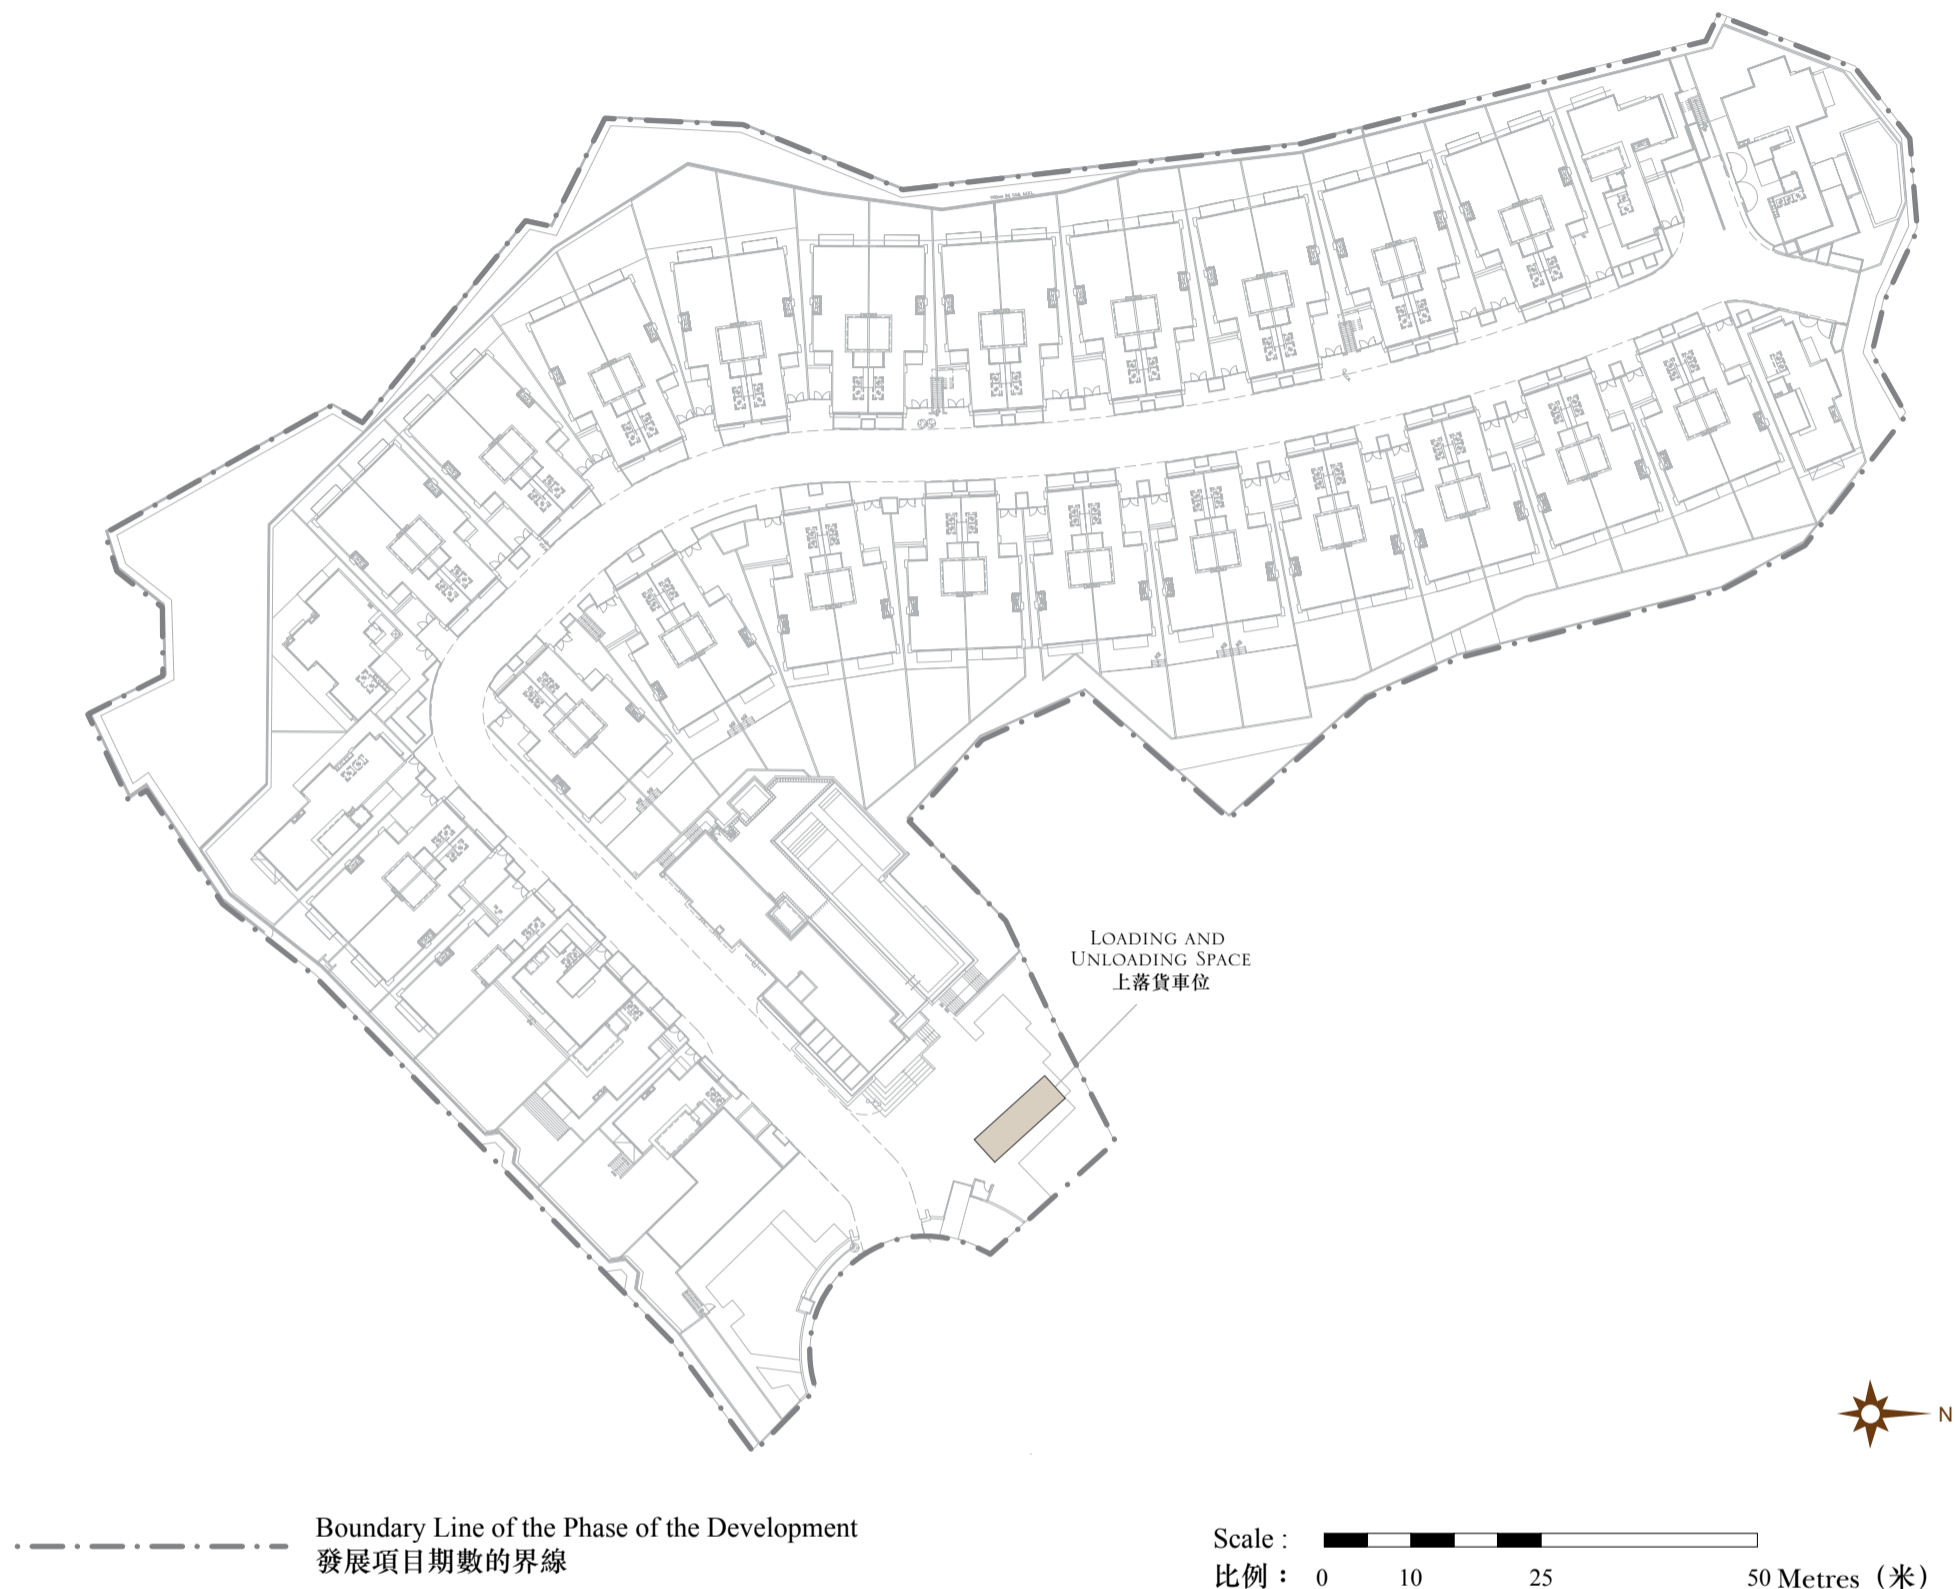 LOADING AND
UNLOADING SPACE
上落貨車位
N
Boundary Line of the Phase of the Development
發展項目期數的界線
Scale :
比例：
0 10 25 50 Metres（米）